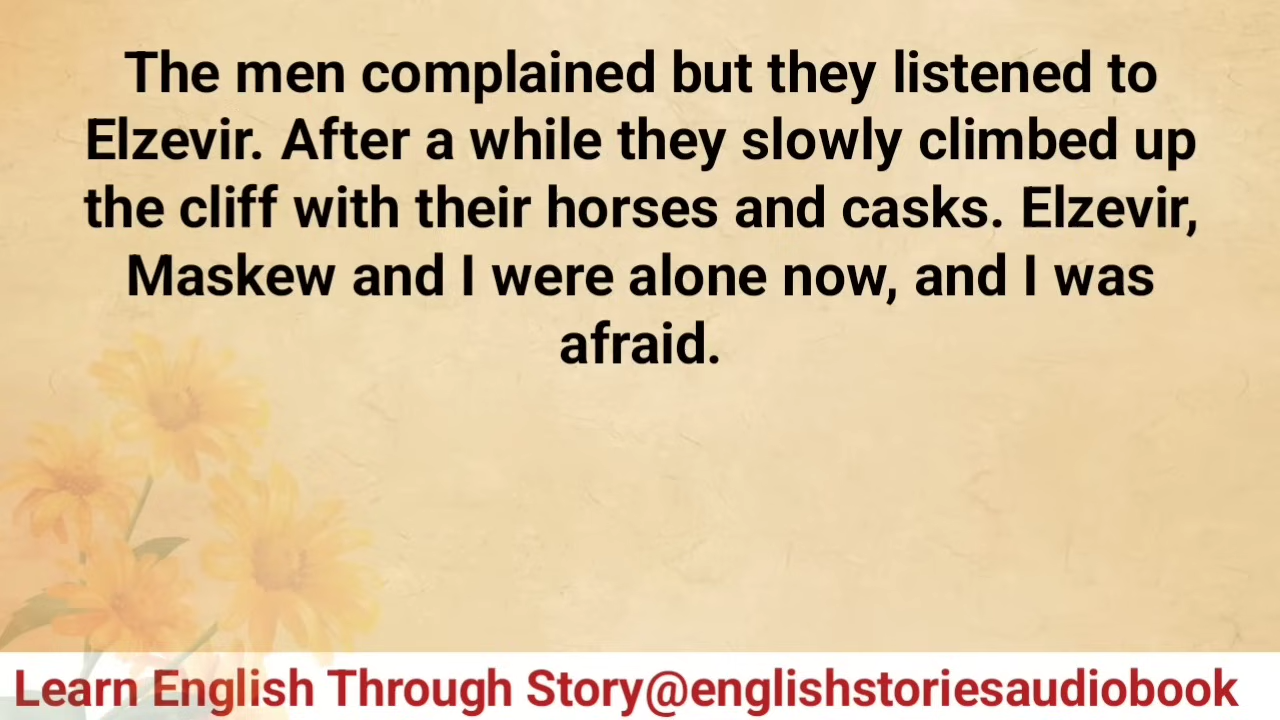 The men complained but they listened to
Elzevir. After a while they slowly climbed up
the cliff with their horses and casks. Elzevir,
Maskew and I were alone now, and I was
afraid.
Learn English Through Story@englishstoriesaudiobook